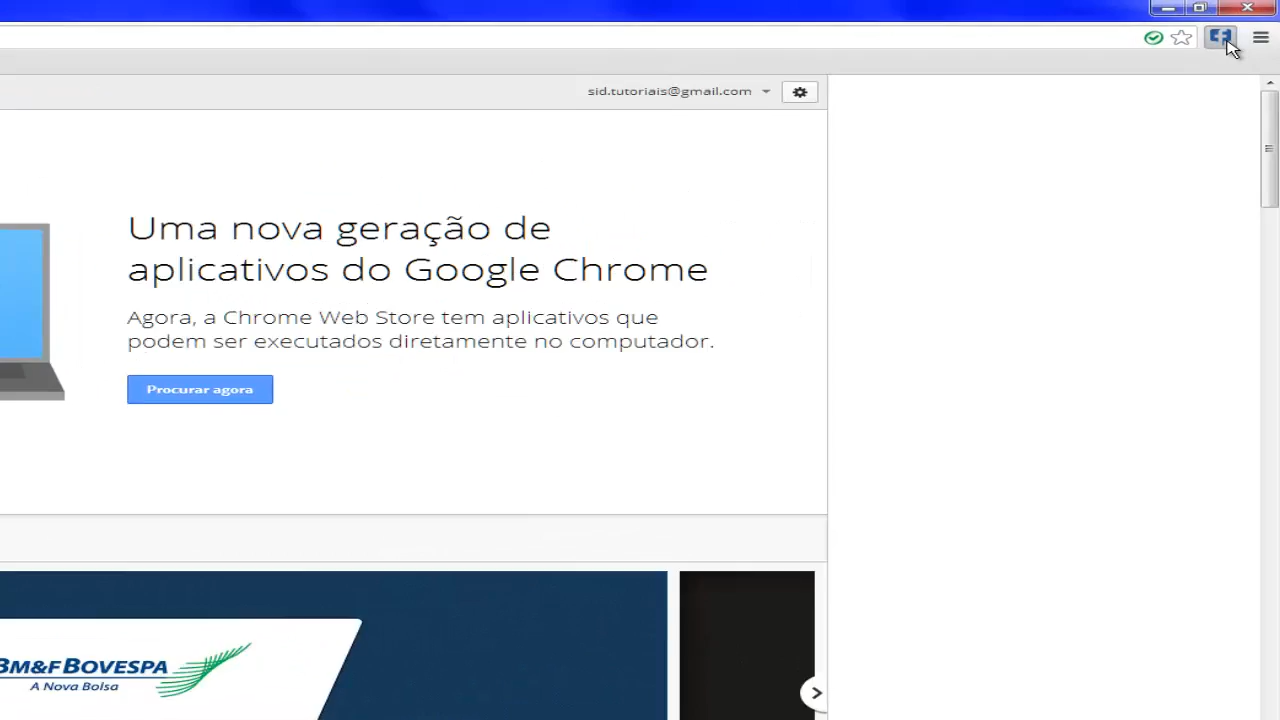 sid.tutoriais@gmail.com
Uma nova geração de
aplicativos do Google Chrome
Agora, a Chrome Web Store tem aplicativos que
podem ser executados diretamente no computador.
Procurar agora
BM&FBOVESPA
A Nova Bolsa